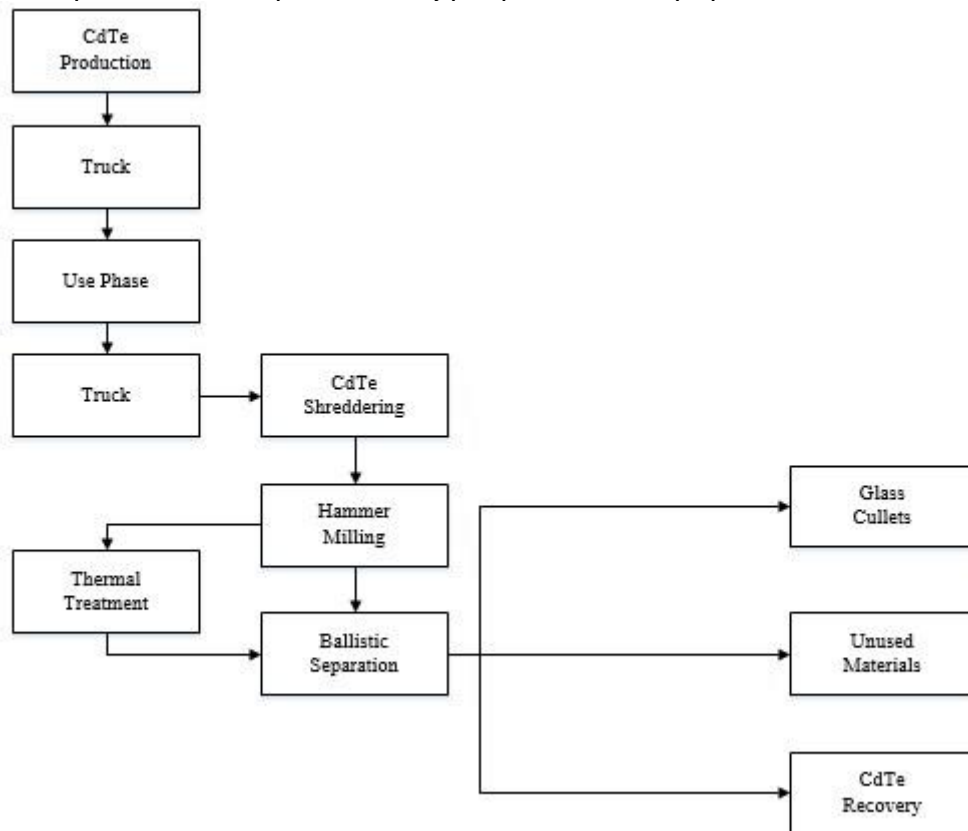 CdTe
Production
Truck
Use Phase
Truck
CdTe
Shreddering
Hammer
Milling
Thermal
Treatment
Ballistic
Separation
Glass
Cullets
Unused
Materials
CdTe
Recovery